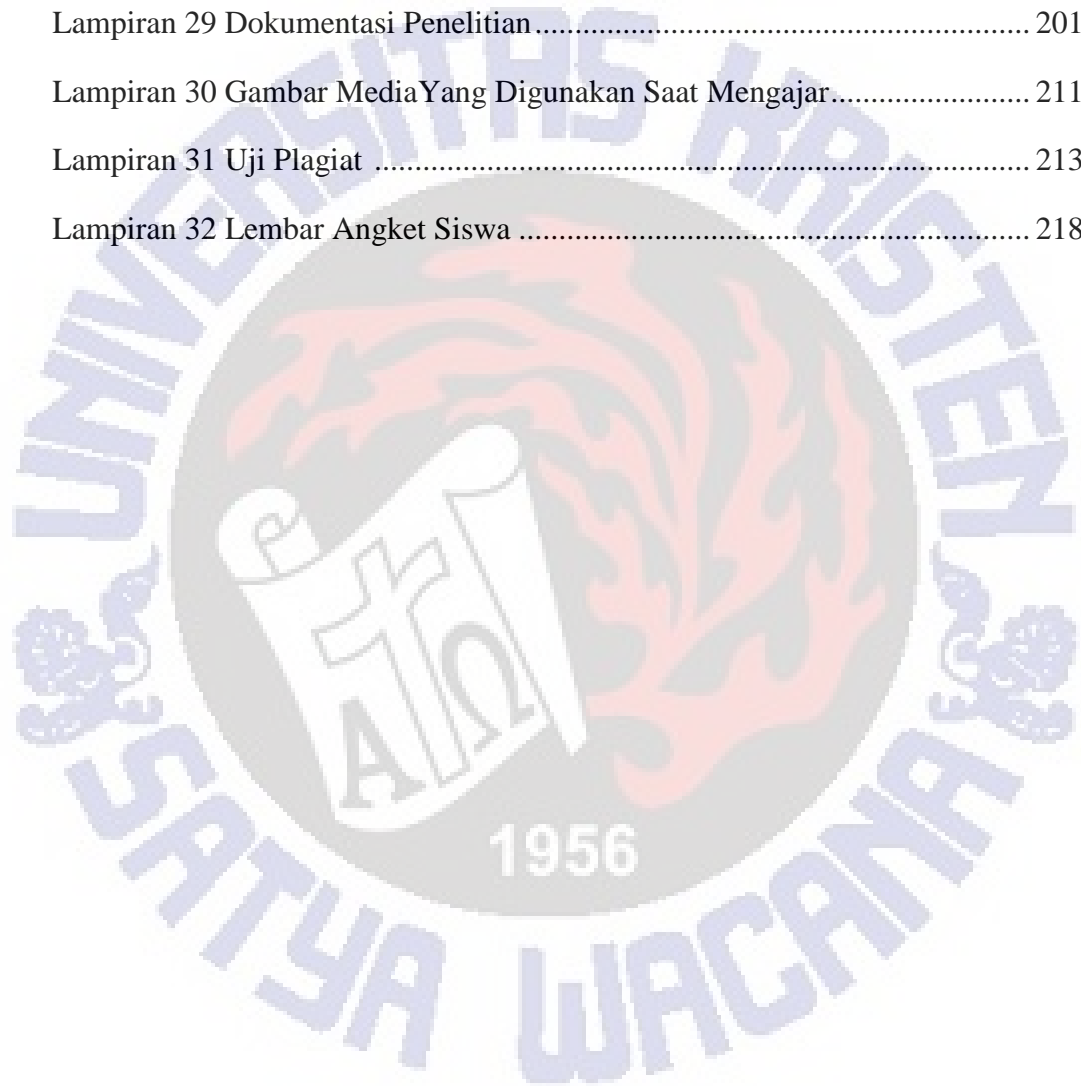 Lampiran 29 Dokumentasi Penelitian............................................................ 201
Lampiran 30 Gambar MediaYang Digunakan Saat Mengajar........................ 211
Lampiran 31 Uji Plagiat ................................................................................ 213
Lampiran 32 Lembar Angket Siswa .............................................................. 218
UNIVERSITAS KRISTEN
Α Ω
1956
SATYA WACANA